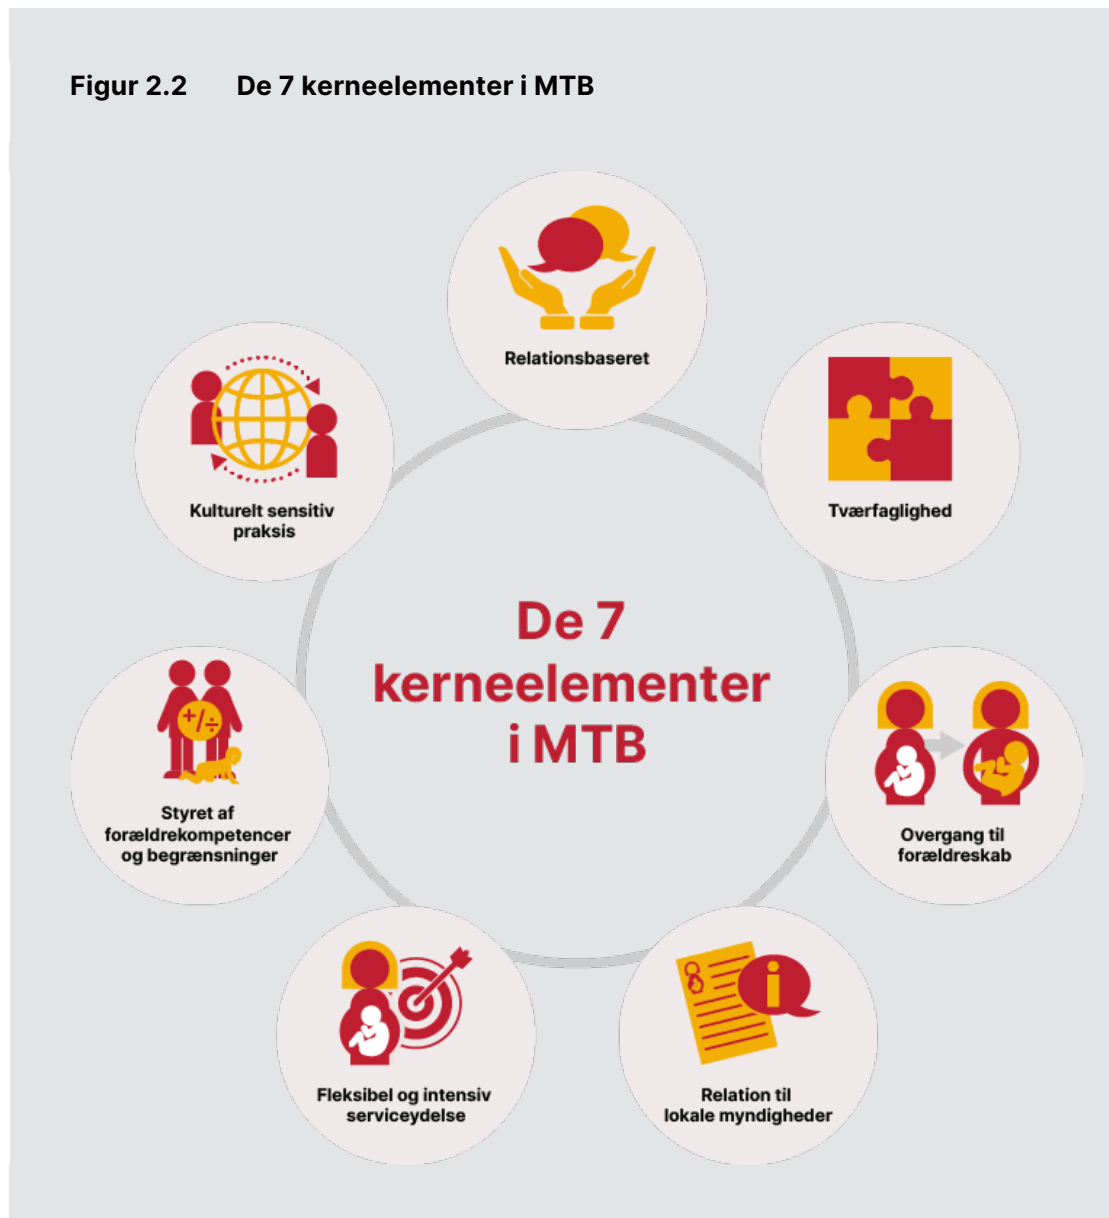 Figur 2.2 De 7 kerneelementer i MTB
Relationsbaseret
Tværfaglighed
Overgang til
forældreskab
i
Relation til
lokale myndigheder
Fleksibel og intensiv
serviceydelse
+/÷
Styret af
forældrekompetencer
og begrænsninger
Kulturelt sensitiv
praksis
De 7
kerneelementer
i MTB